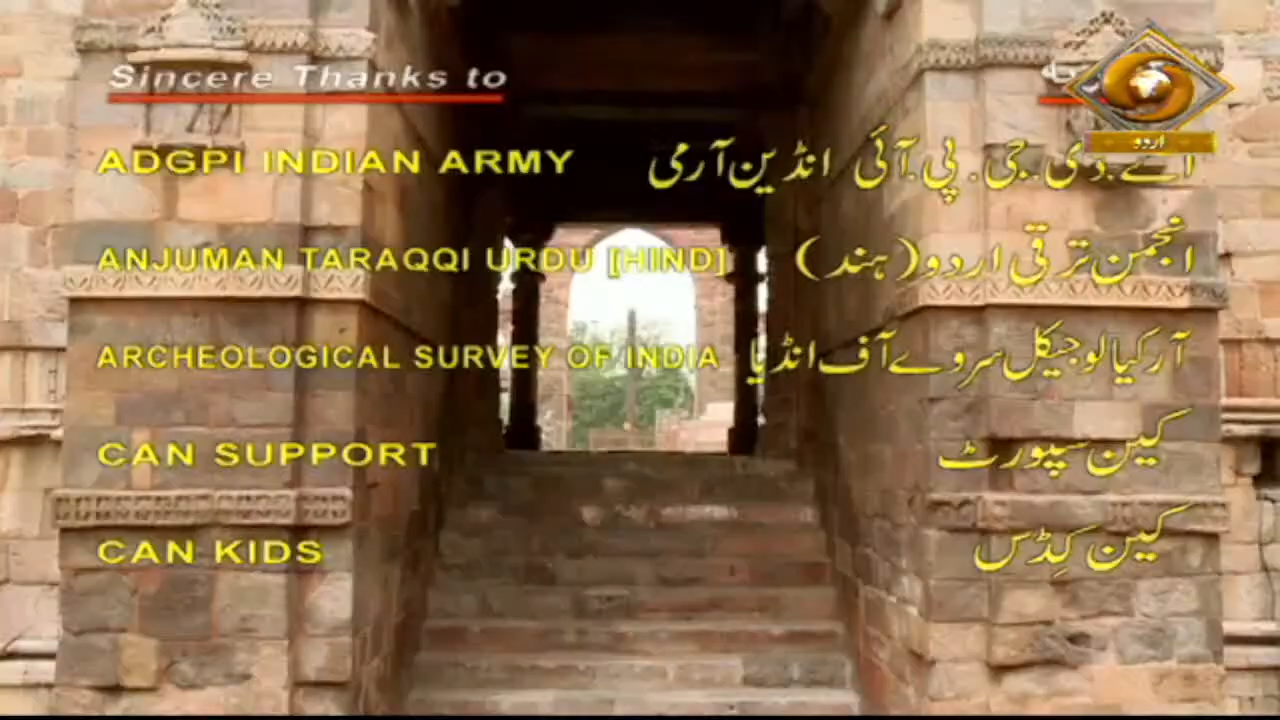 Sincere Thanks to
اردو
ADGPI INDIAN ARMY اے.ڈی.جی.پی.آئی انڈین آرمی
ANJUMAN TARAQQI URDU [HIND] انجمن ترقی اردو (ہند)
ARCHEOLOGICAL SURVEY OF INDIA آرکیالوجیکل سروے آف انڈیا
CAN SUPPORT کین سپورٹ
CAN KIDS کین کِڈس